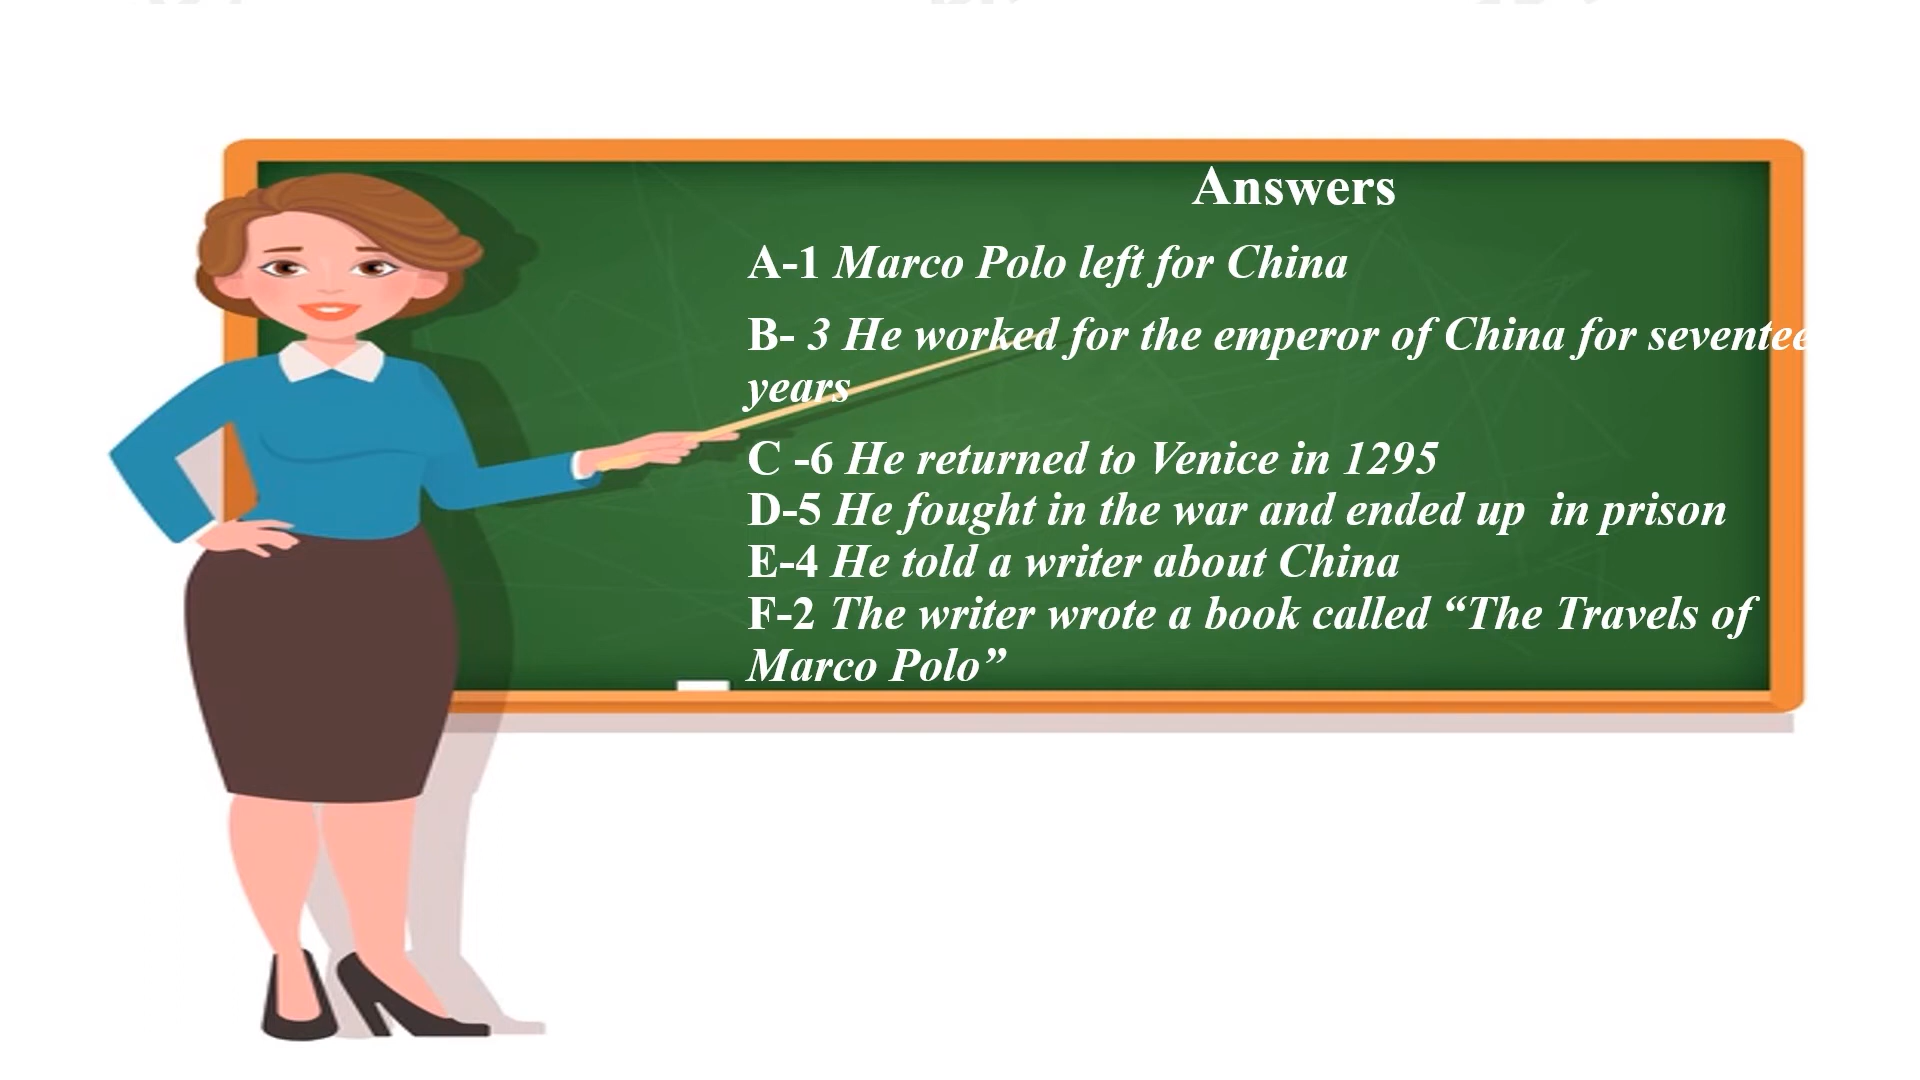 Answers
A-1 Marco Polo left for China
B- 3 He worked for the emperor of China for seventee
years
C -6 He returned to Venice in 1295
D-5 He fought in the war and ended up  in prison
E-4 He told a writer about China
F-2 The writer wrote a book called “The Travels of
Marco Polo”